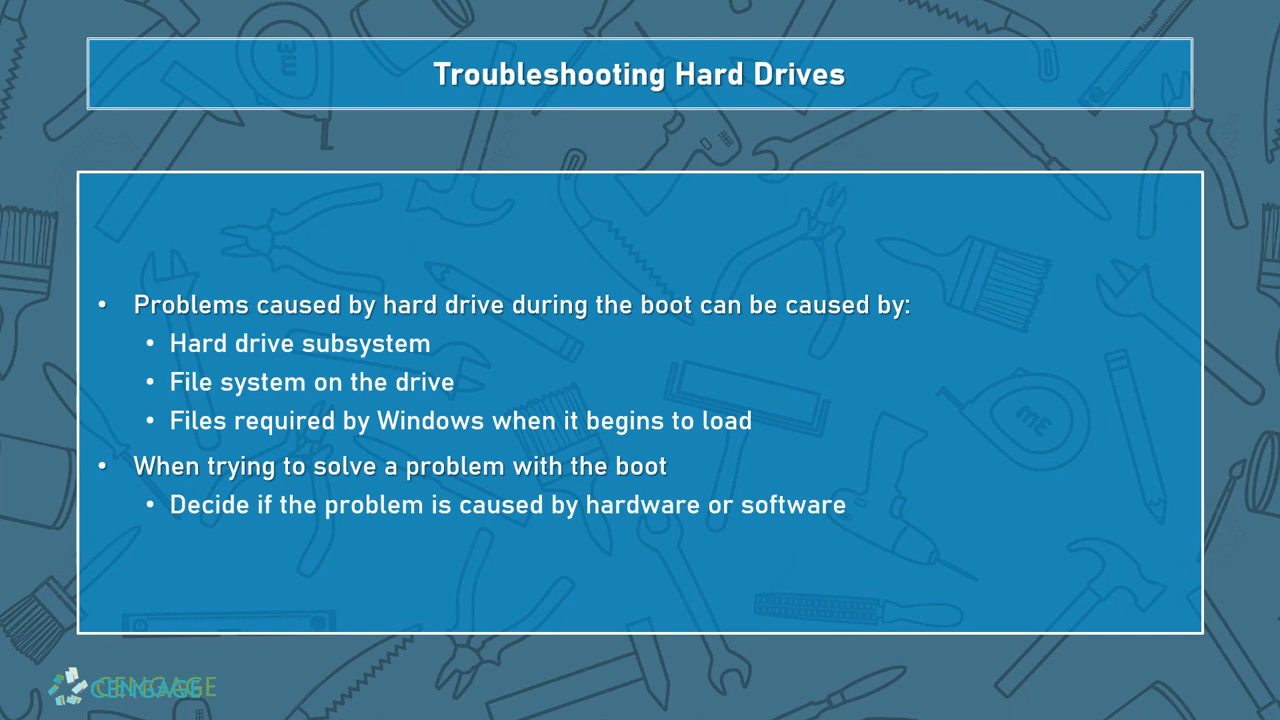 Troubleshooting Hard Drives
• Problems caused by hard drive during the boot can be caused by:
• Hard drive subsystem
• File system on the drive
• Files required by Windows when it begins to load
• When trying to solve a problem with the boot
• Decide if the problem is caused by hardware or software
CENGAGE